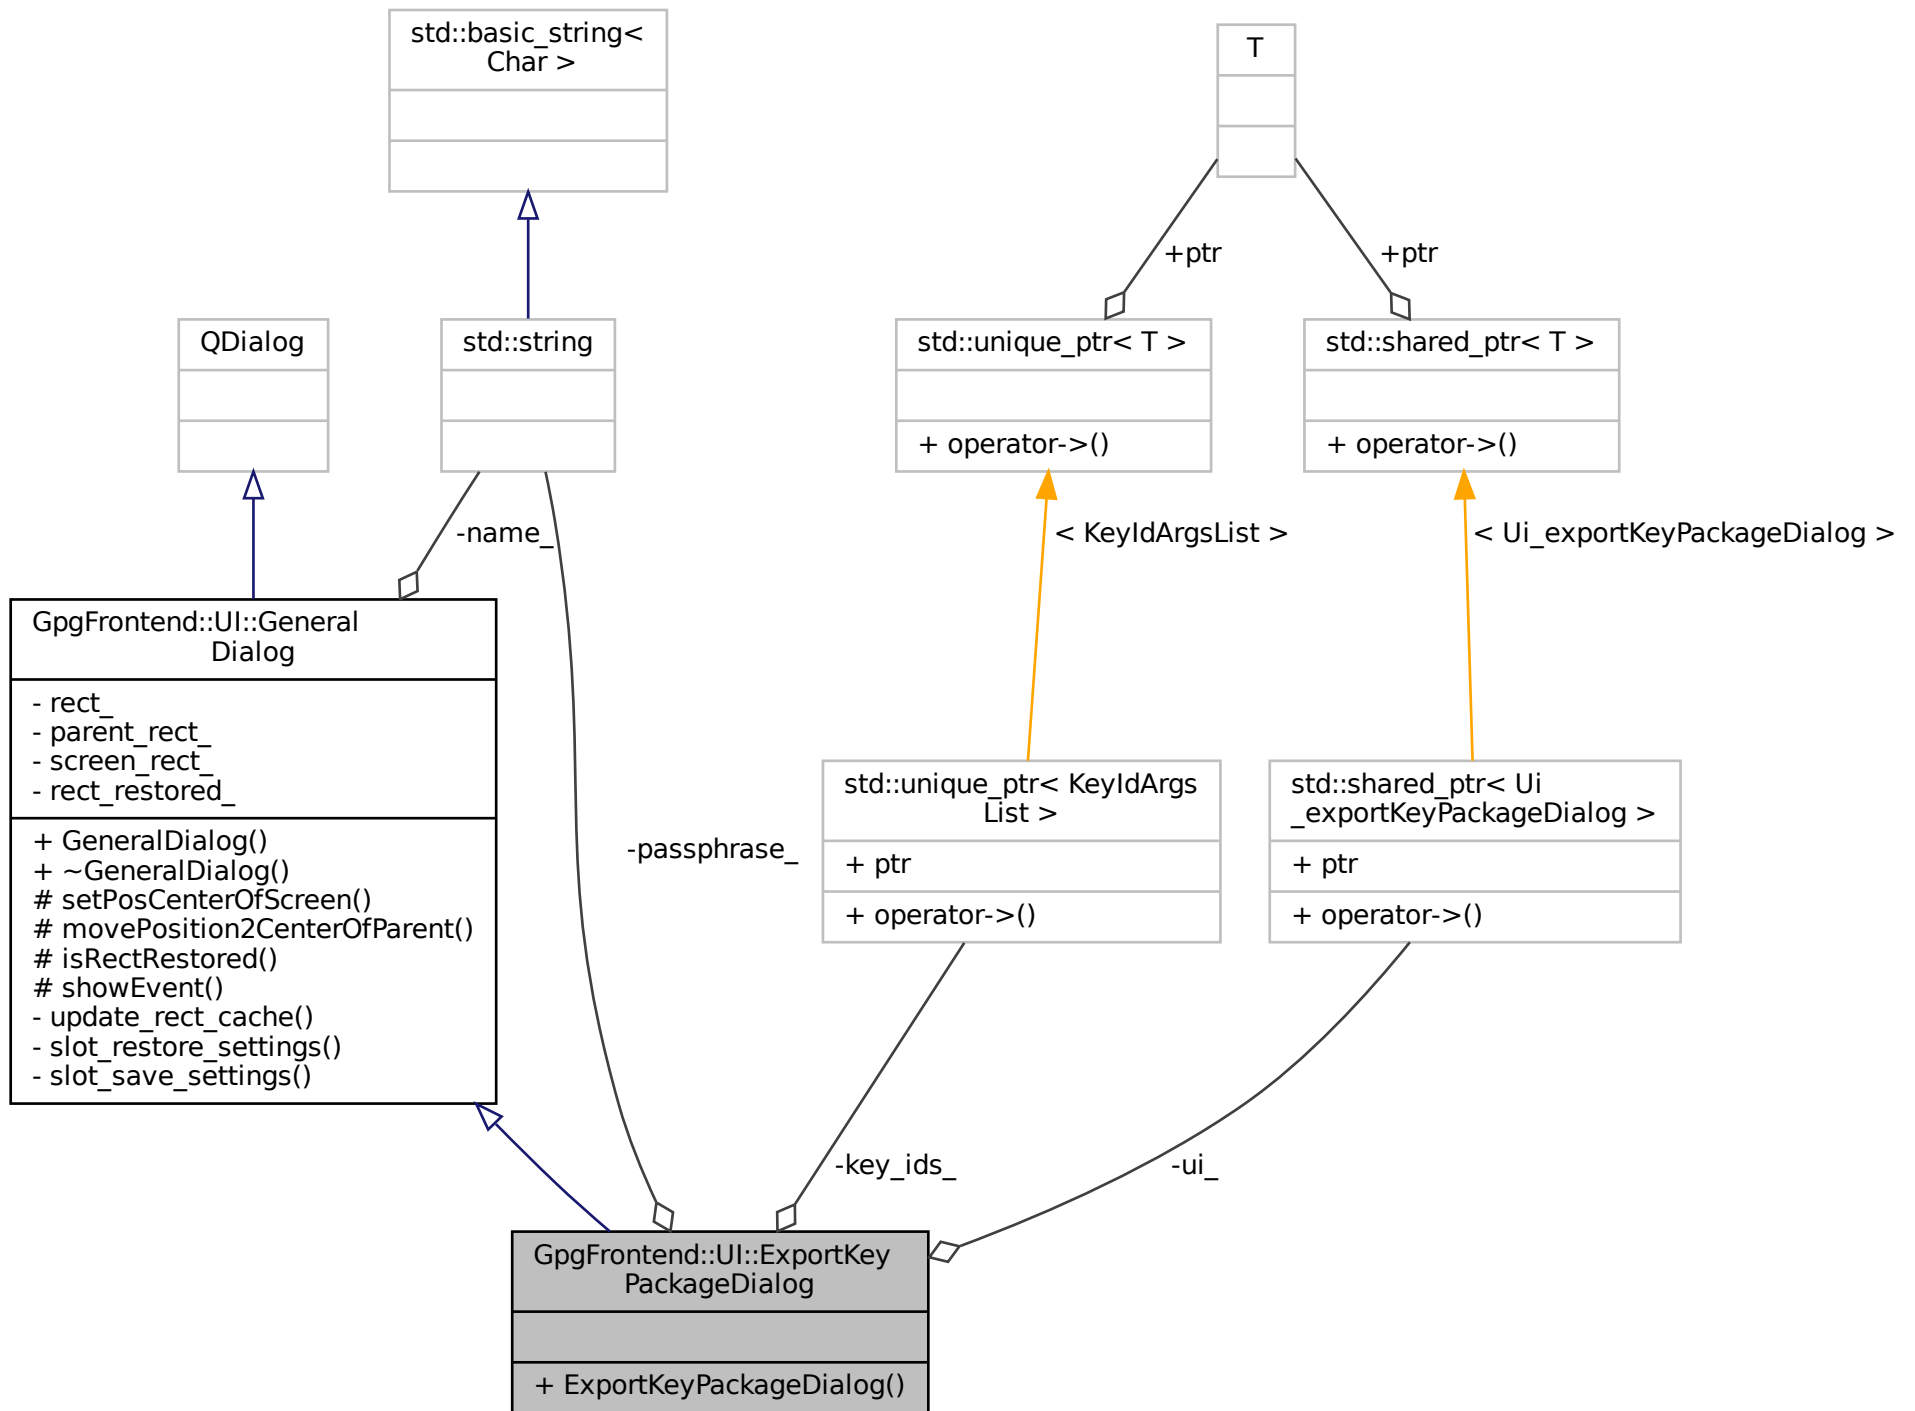 std::basic_string<
Char >
T
+ptr
+ptr
QDialog
std::string
std::unique_ptr< T >
+ operator->()
std::shared_ptr< T >
+ operator->()
-name_
< KeyIdArgsList >
< Ui_exportKeyPackageDialog >
GpgFrontend::UI::General
Dialog
- rect_
- parent_rect_
- screen_rect_
- rect_restored_
+ GeneralDialog()
+ ~GeneralDialog()
# setPosCenterOfScreen()
# movePosition2CenterOfParent()
# isRectRestored()
# showEvent()
- update_rect_cache()
- slot_restore_settings()
- slot_save_settings()
-passphrase_
std::unique_ptr< KeyIdArgs
List >
+ ptr
+ operator->()
std::shared_ptr< Ui
_exportKeyPackageDialog >
+ ptr
+ operator->()
-key_ids_
-ui_
GpgFrontend::UI::ExportKey
PackageDialog
+ ExportKeyPackageDialog()